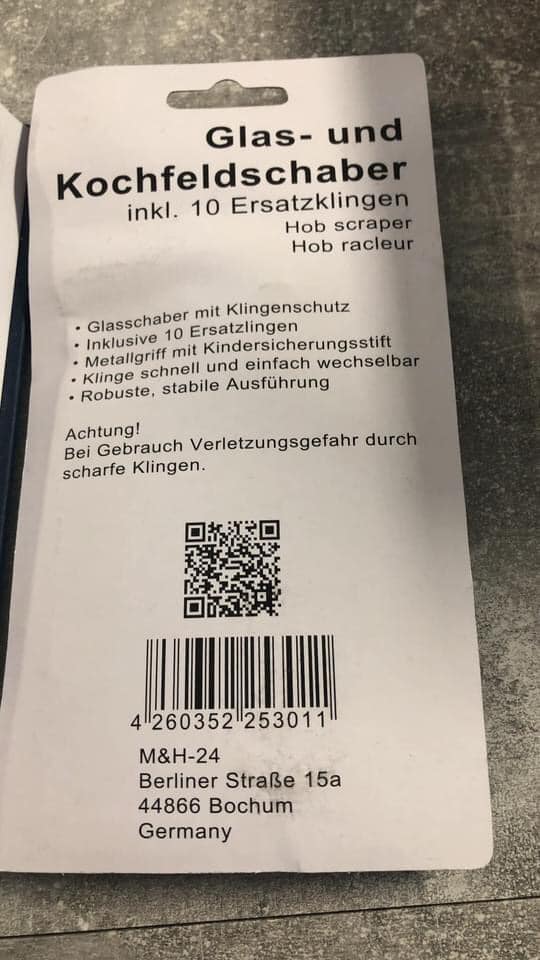 Glas- und
Kochfeldschaber
inkl. 10 Ersatzklingen
Hob scraper
Hob racleur
• Glasschaber mit Klingenschutz
• Inklusive 10 Ersatzlingen
• Metallgriff mit Kindersicherungsstift
• Klinge schnell und einfach wechselbar
• Robuste, stabile Ausführung
Achtung!
Bei Gebrauch Verletzungsgefahr durch
scharfe Klingen.
4 260352 253011
M&H-24
Berliner Straße 15a
44866 Bochum
Germany